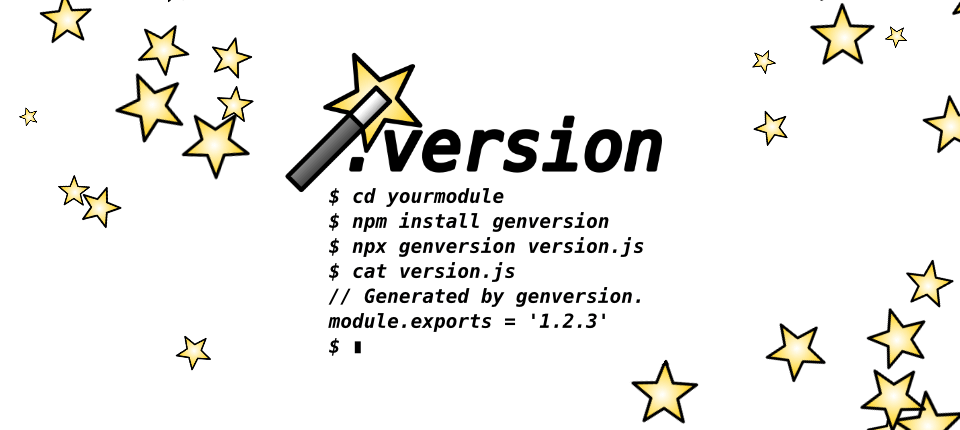 .version
$ cd yourmodule
$ npm install genversion
$ npx genversion version.js
$ cat version.js
// Generated by genversion.
module.exports = '1.2.3'
$ ▮